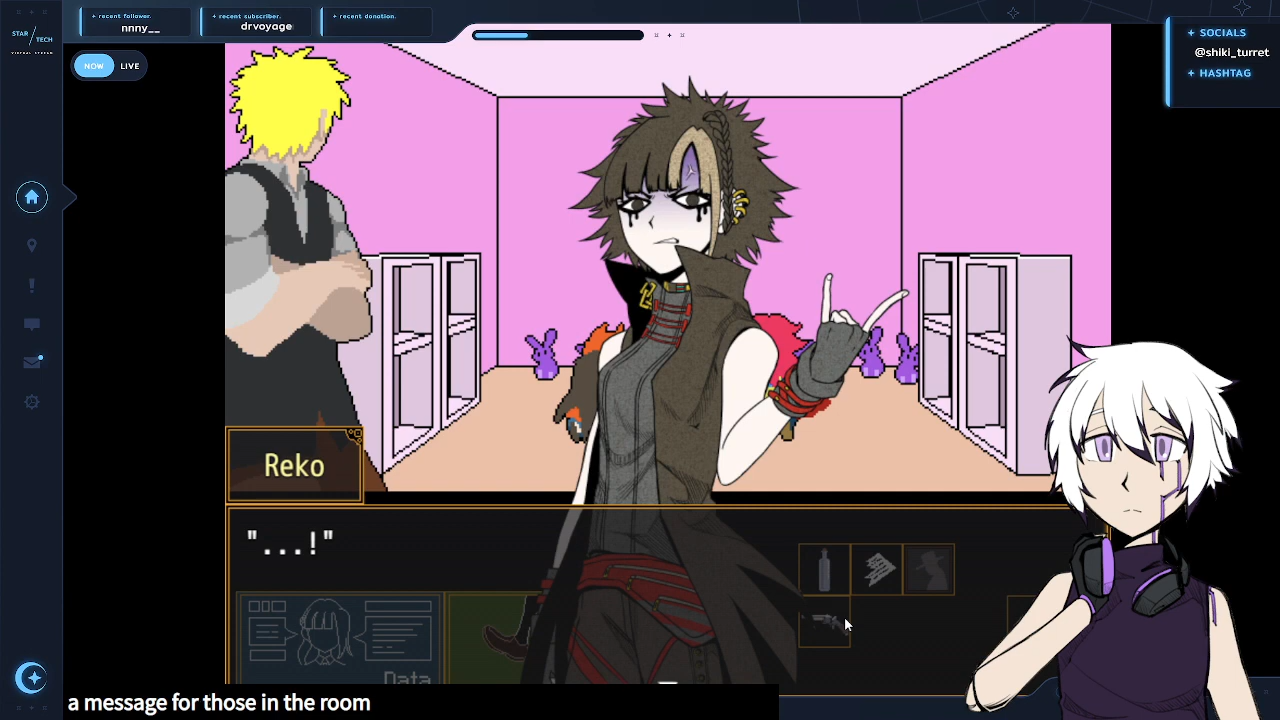 STAR
TECH
+ recent follower.
nnny__
+ recent subscriber.
drvoyage
+ recent donation.
NOW
LIVE
+ SOCIALS
@shiki_turret
+ HASHTAG
Reko
"...!"
Data
a message for those in the room